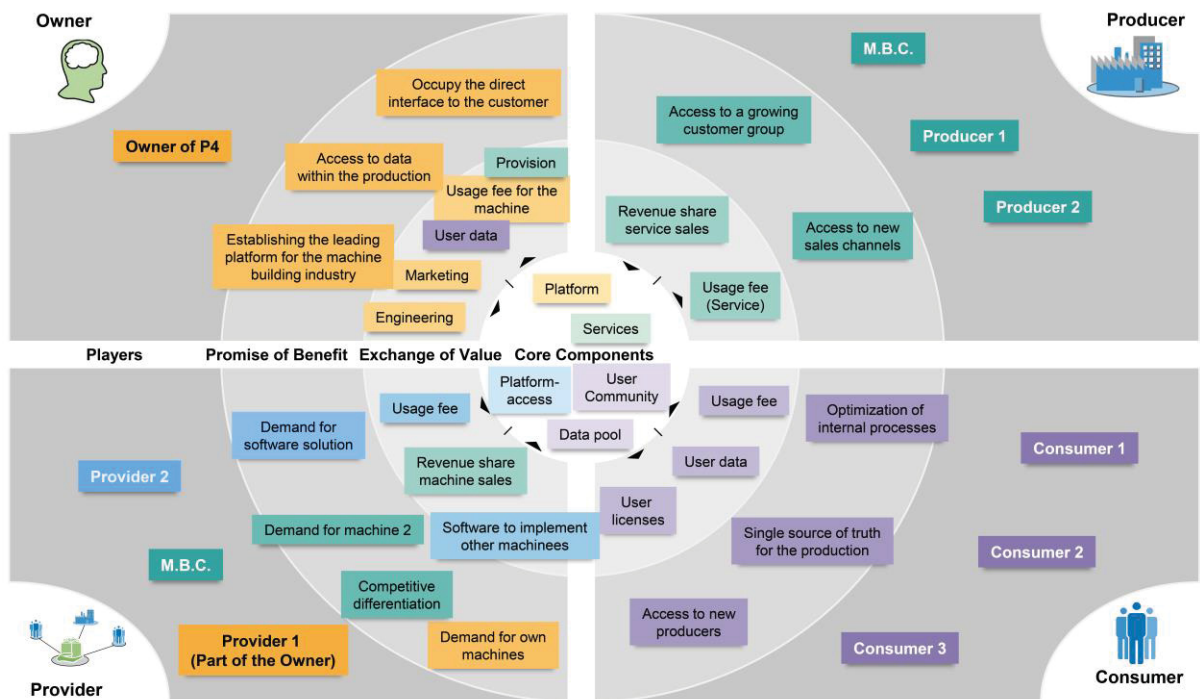 Owner
Producer
M.B.C.
Occupy the direct
interface to the customer
Access to a growing
customer group
Owner of P4
Producer 1
Access to data
within the production
Provision
Usage fee for the
machine
Producer 2
Revenue share
service sales
User data
Access to new
sales channels
Establishing the leading
platform for the machine
building industry
Marketing
Platform
Usage fee
(Service)
Engineering
Services
Players
Promise of Benefit
Exchange of Value
Core Components
Platform-
access
User
Community
Usage fee
Usage fee
Optimization of
internal processes
Demand for
software solution
Data pool
Consumer 1
Provider 2
Revenue share
machine sales
User data
User
licenses
Demand for machine 2
Software to implement
other machinees
Single source of truth
for the production
Consumer 2
M.B.C.
Competitive
differentiation
Access to new
producers
Provider 1
(Part of the Owner)
Demand for own
machines
Consumer 3
Provider
Consumer